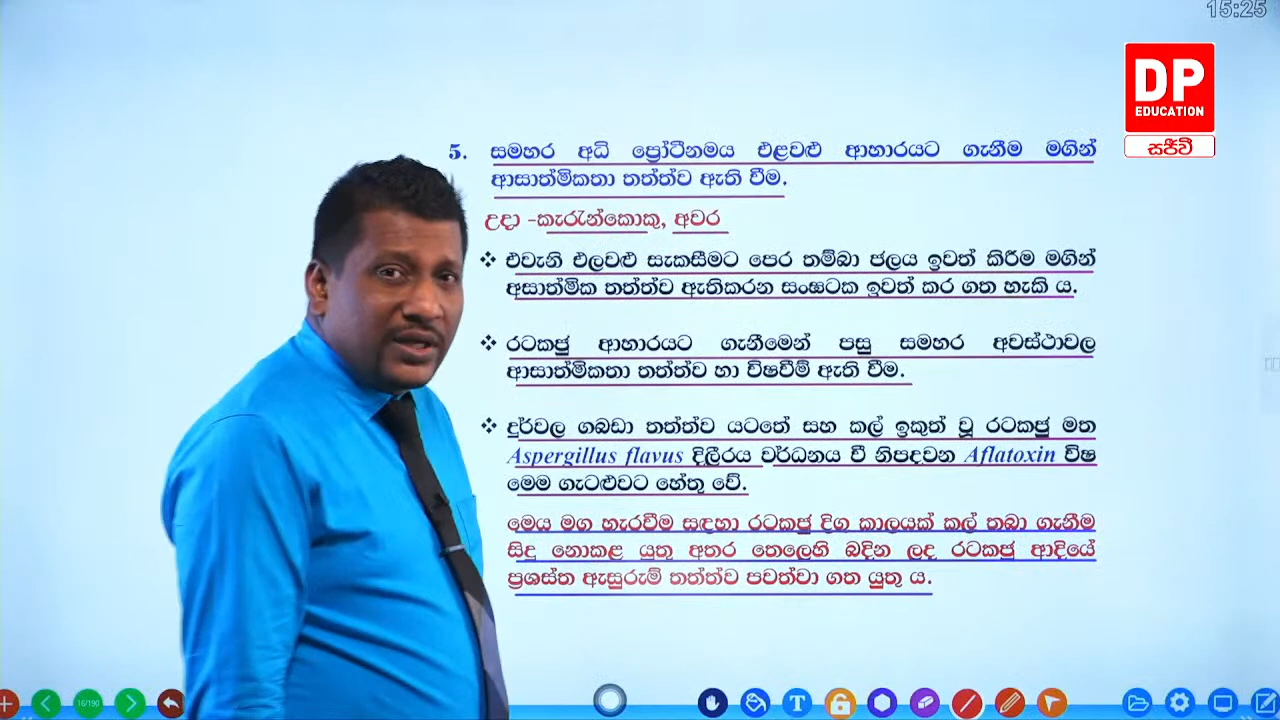 15:25
DP
EDUCATION
සජීවී
5. සමහර අධි ප්‍රෝටීනමය එළවළු ආහාරයට ගැනීම මගින්
ආසාත්මිකතා තත්ත්ව ඇති වීම.
උදා -කැරැන්කොකු, අවර
❖ එවැනි එලවළු සැකසීමට පෙර තම්බා ජලය ඉවත් කිරීම මගින්
අසාත්මික තත්ත්ව ඇතිකරන සංඝටක ඉවත් කර ගත හැකි ය.
❖ රටකජු ආහාරයට ගැනීමෙන් පසු සමහර අවස්ථාවල
ආසාත්මිකතා තත්ත්ව හා විෂවීම් ඇති වීම.
❖ දුර්වල ගබඩා තත්ත්ව යටතේ සහ කල් ඉකුත් වූ රටකජු මත
Aspergillus flavus දිලීරය වර්ධනය වී නිපදවන Aflatoxin විෂ
මෙම ගැටළුවට හේතු වේ.
මෙය මග හැරවීම සඳහා රටකජු දිග කාලයක් කල් තබා ගැනීම
සිදු නොකළ යුතු අතර තෙලෙහි බදින ලද රටකජු ආදියේ
ප්‍රශස්ත ඇසුරුම් තත්ත්ව පවත්වා ගත යුතු ය.
16/190
T